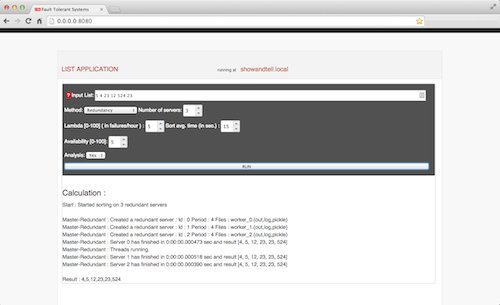 Fault Tolerant Systems
0.0.0.0:8080
LIST APPLICATION
running at showandtell.local
? Input List: 4 23 12 524 23
Method: Redundancy Number of servers: 3
Lambda [0-100] ( in failures/hour ) : 5 Sort avg. time (in sec.) : 15
Availability [0-100]: 5
Analysis: Yes
RUN
Calculation :
Start : Started sorting on 3 redundant servers
Master-Redundant : Created a redundant server : Id : 0 Period : 4 Files : worker_0.(out,log,pickle)
Master-Redundant : Created a redundant server : Id : 1 Period : 4 Files : worker_1.(out,log,pickle)
Master-Redundant : Created a redundant server : Id : 2 Period : 4 Files : worker_2.(out,log,pickle)
Master-Redundant : Server 0 has finished in 0:00:00.000473 sec and result [4, 5, 12, 23, 23, 524]
Master-Redundant : Threads running.
Master-Redundant : Server 1 has finished in 0:00:00.000518 sec and result [4, 5, 12, 23, 23, 524]
Master-Redundant : Server 2 has finished in 0:00:00.000390 sec and result [4, 5, 12, 23, 23, 524]
Result : 4,5,12,23,23,524